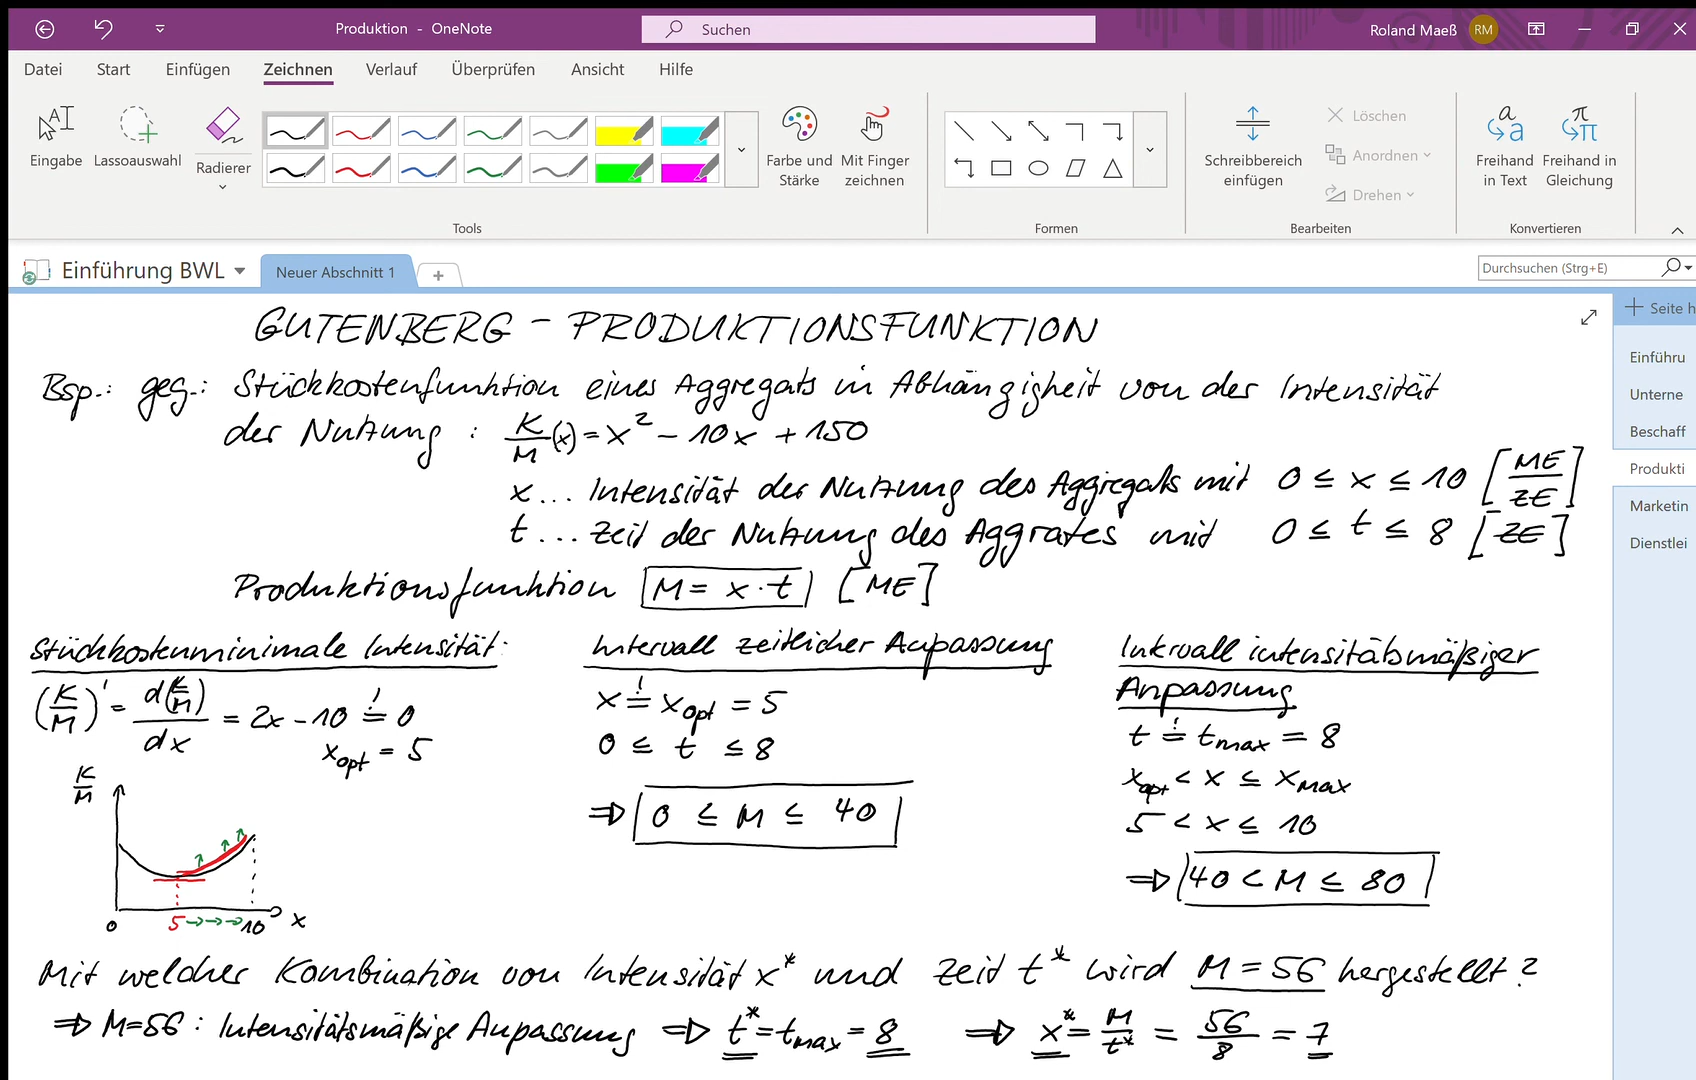 Produktion - OneNote
Suchen
Roland Maeß RM
Datei Start Einfügen Zeichnen Verlauf Überprüfen Ansicht Hilfe
Eingabe
Lassoauswahl
Radierer
Farbe und Stärke
Mit Finger zeichnen
Schreibbereich einfügen
Löschen
Anordnen
Drehen
Freihand in Text
Freihand in Gleichung
Tools Formen Bearbeiten Konvertieren
Einführung BWL Neuer Abschnitt 1 +
Durchsuchen (Strg+E)
Seite h
Einführu
Unterne
Beschaff
Produkti
Marketin
Dienstlei
GUTENBERG - PRODUKTIONSFUNKTION
Bsp.: geg.: Stückkostenfunktion eines Aggregats in Abhängigkeit von der Intensität
der Nutzung : K/M (x) = x² - 10x + 150
x ... Intensität der Nutzung des Aggregats mit 0 ≤ x ≤ 10 [ME/ZE]
t ... Zeit der Nutzung des Aggrates mit 0 ≤ t ≤ 8 [ZE]
Produktionsfunktion M = x · t [ME]
Stückkostenminimale Intensität:
(K/M)' = d(K/M)/dx = 2x - 10 =! 0
xopt = 5
K/M
0 5 →→→ 10 x
Intervall zeitlicher Anpassung
x =! xopt = 5
0 ≤ t ≤ 8
⇒ 0 ≤ M ≤ 40
Intervall intensitätsmäßiger
Anpassung
t =! tmax = 8
xopt < x ≤ xmax
5 < x ≤ 10
⇒ 40 < M ≤ 80
Mit welcher Kombination von Intensität x* und Zeit t* wird M = 56 hergestellt?
⇒ M=56 : Intensitätsmäßige Anpassung ⇒ t* = tmax = 8 ⇒ x* = M/t* = 56/8 = 7